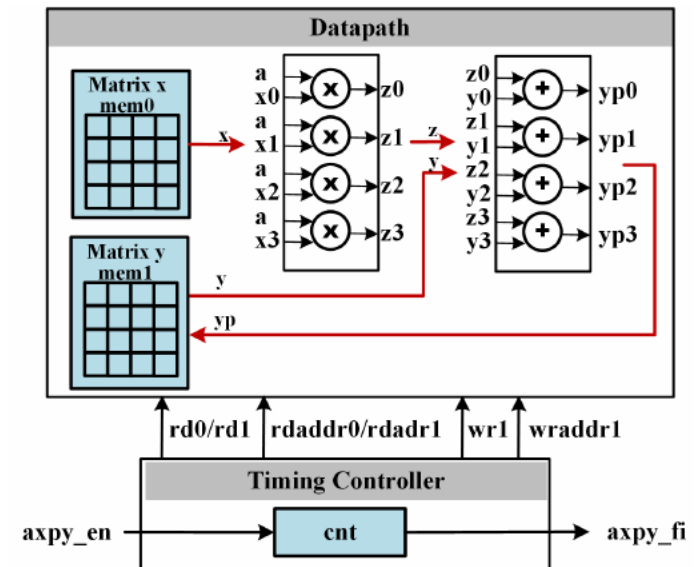 Datapath
Matrix x
mem0
x
a
x0
a
x1
a
x2
a
x3
x
x
x
x
z0
z1
z2
z3
z
y
z0
y0
z1
y1
z2
y2
z3
y3
+
+
+
+
yp0
yp1
yp2
yp3
Matrix y
mem1
y
yp
rd0/rd1
rdaddr0/rdadr1
wr1
wraddr1
Timing Controller
axpy_en
cnt
axpy_fi